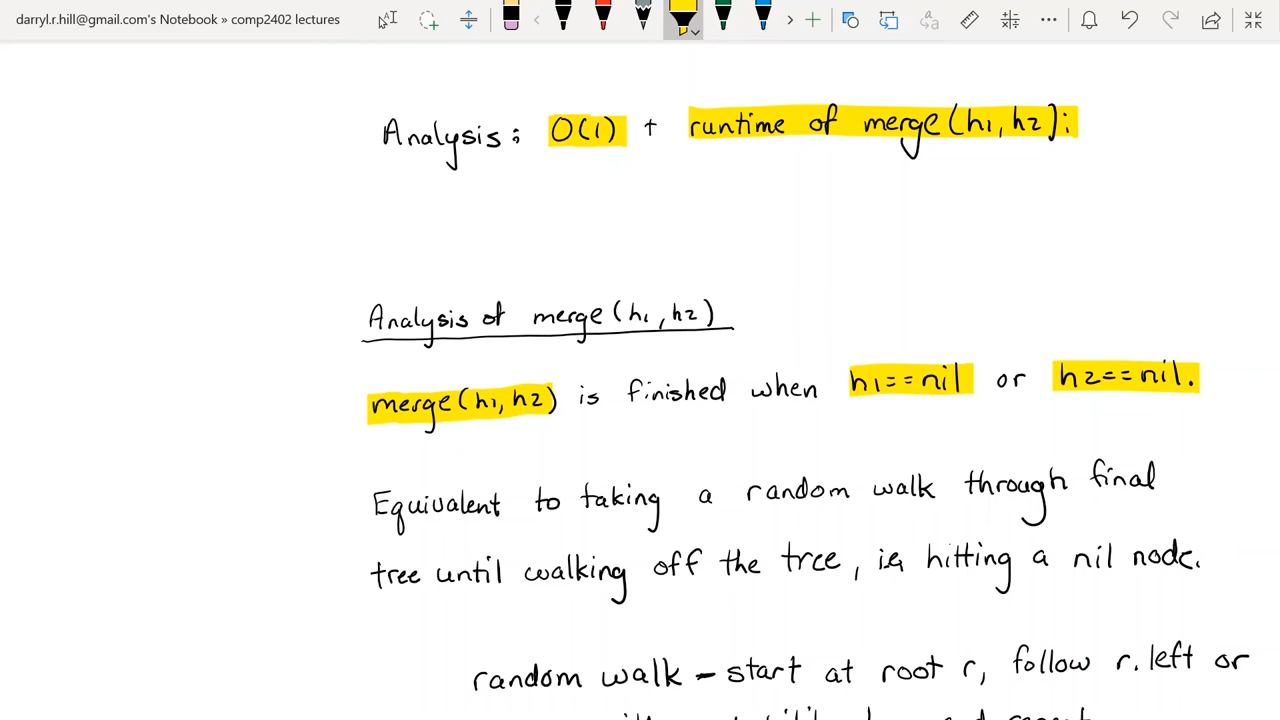 darryl.r.hill@gmail.com's Notebook » comp2402 lectures
Analysis: O(1) + runtime of merge(h1, h2):
Analysis of merge(h1, h2)
merge(h1, h2) is finished when h1==nil or h2==nil.
Equivalent to taking a random walk through final
tree until walking off the tree, ie. hitting a nil node.
random walk - start at root r, follow r.left or